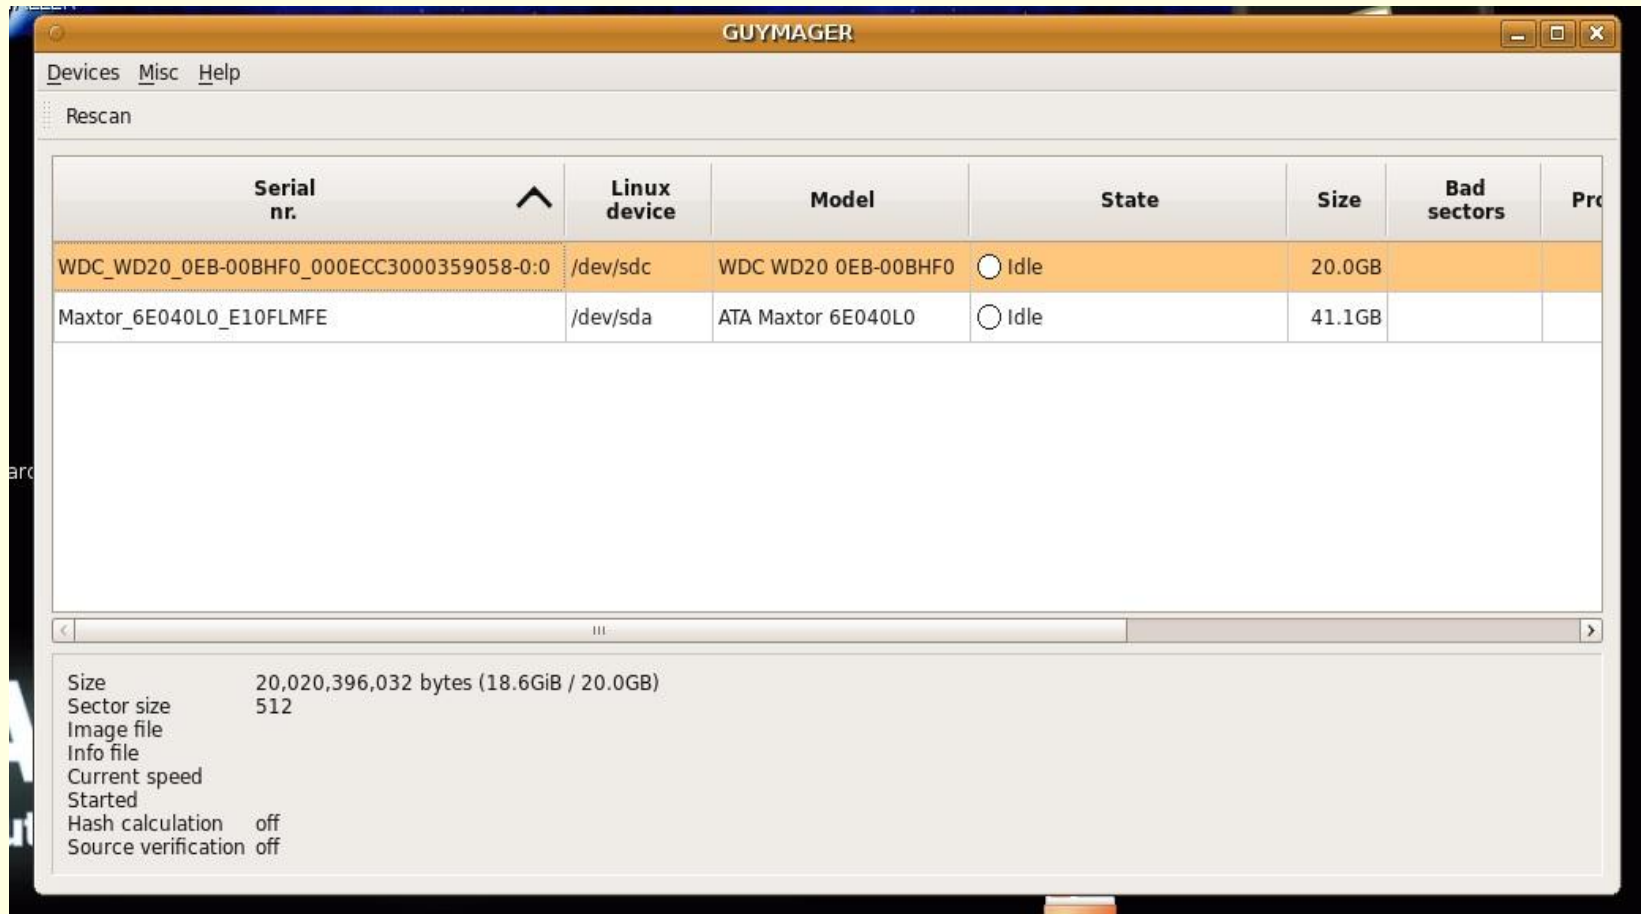 GUYMAGER
Devices Misc Help
Rescan
Serial nr. Linux device Model State Size Bad sectors Pro
WDC_WD20_0EB-00BHF0_000ECC3000359058-0:0 /dev/sdc WDC WD20 0EB-00BHF0 Idle 20.0GB
Maxtor_6E040L0_E10FLMFE /dev/sda ATA Maxtor 6E040L0 Idle 41.1GB
Size 20,020,396,032 bytes (18.6GiB / 20.0GB)
Sector size 512
Image file
Info file
Current speed
Started
Hash calculation off
Source verification off